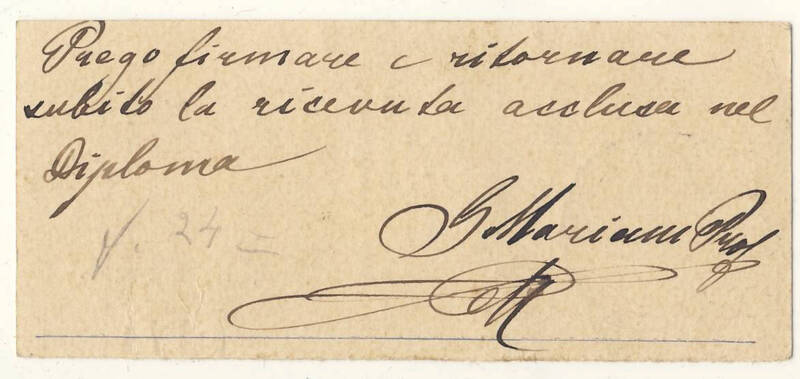 Prego firmare e ritornare
subito la ricevuta acclusa nel
Diploma
G Mariani Prof
f. 24 =